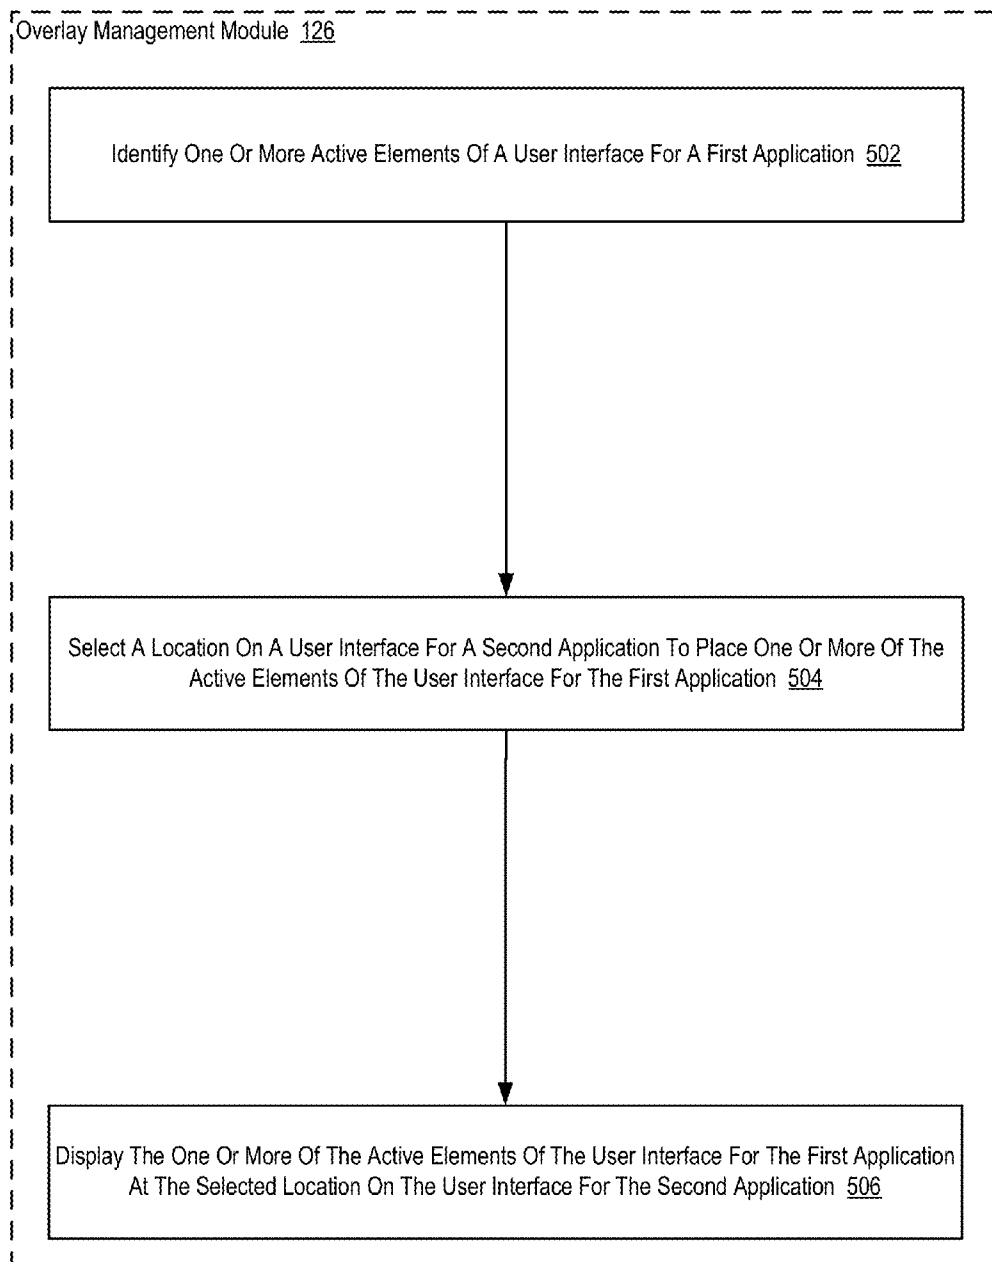 Overlay Management Module 126
Identify One Or More Active Elements Of A User Interface For A First Application 502
Select A Location On A User Interface For A Second Application To Place One Or More Of The
Active Elements Of The User Interface For The First Application 504
Display The One Or More Of The Active Elements Of The User Interface For The First Application
At The Selected Location On The User Interface For The Second Application 506